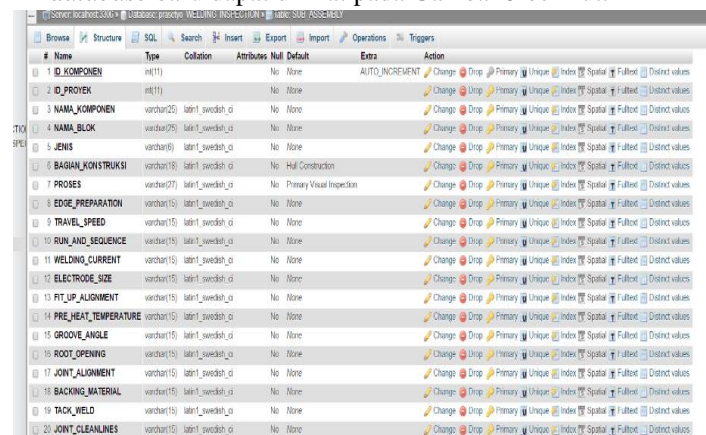 Server: localhost:3306 » Database: prasetyo_WELDING_INSPECTION » Table: SUB_ASSEMBLY
Browse Structure SQL Search Insert Export Import Operations Triggers
# Name Type Collation Attributes Null Default Extra Action
1 ID_KOMPONEN int(11) No None AUTO_INCREMENT Change Drop Primary Unique Index Spatial Fulltext Distinct values
2 ID_PROYEK int(11) No None Change Drop Primary Unique Index Spatial Fulltext Distinct values
3 NAMA_KOMPONEN varchar(25) latin1_swedish_ci No None Change Drop Primary Unique Index Spatial Fulltext Distinct values
4 NAMA_BLOK varchar(25) latin1_swedish_ci No None Change Drop Primary Unique Index Spatial Fulltext Distinct values
5 JENIS varchar(6) latin1_swedish_ci No None Change Drop Primary Unique Index Spatial Fulltext Distinct values
6 BAGIAN_KONSTRUKSI varchar(18) latin1_swedish_ci No Hull Construction Change Drop Primary Unique Index Spatial Fulltext Distinct values
7 PROSES varchar(27) latin1_swedish_ci No Primary Visual Inspection Change Drop Primary Unique Index Spatial Fulltext Distinct values
8 EDGE_PREPARATION varchar(15) latin1_swedish_ci No None Change Drop Primary Unique Index Spatial Fulltext Distinct values
9 TRAVEL_SPEED varchar(15) latin1_swedish_ci No None Change Drop Primary Unique Index Spatial Fulltext Distinct values
10 RUN_AND_SEQUENCE varchar(15) latin1_swedish_ci No None Change Drop Primary Unique Index Spatial Fulltext Distinct values
11 WELDING_CURRENT varchar(15) latin1_swedish_ci No None Change Drop Primary Unique Index Spatial Fulltext Distinct values
12 ELECTRODE_SIZE varchar(15) latin1_swedish_ci No None Change Drop Primary Unique Index Spatial Fulltext Distinct values
13 FIT_UP_ALIGNMENT varchar(15) latin1_swedish_ci No None Change Drop Primary Unique Index Spatial Fulltext Distinct values
14 PRE_HEAT_TEMPERATURE varchar(15) latin1_swedish_ci No None Change Drop Primary Unique Index Spatial Fulltext Distinct values
15 GROOVE_ANGLE varchar(15) latin1_swedish_ci No None Change Drop Primary Unique Index Spatial Fulltext Distinct values
16 ROOT_OPENING varchar(15) latin1_swedish_ci No None Change Drop Primary Unique Index Spatial Fulltext Distinct values
17 JOINT_ALIGNMENT varchar(15) latin1_swedish_ci No None Change Drop Primary Unique Index Spatial Fulltext Distinct values
18 BACKING_MATERIAL varchar(15) latin1_swedish_ci No None Change Drop Primary Unique Index Spatial Fulltext Distinct values
19 TACK_WELD varchar(15) latin1_swedish_ci No None Change Drop Primary Unique Index Spatial Fulltext Distinct values
20 JOINT_CLEANLINES varchar(15) latin1_swedish_ci No None Change Drop Primary Unique Index Spatial Fulltext Distinct values